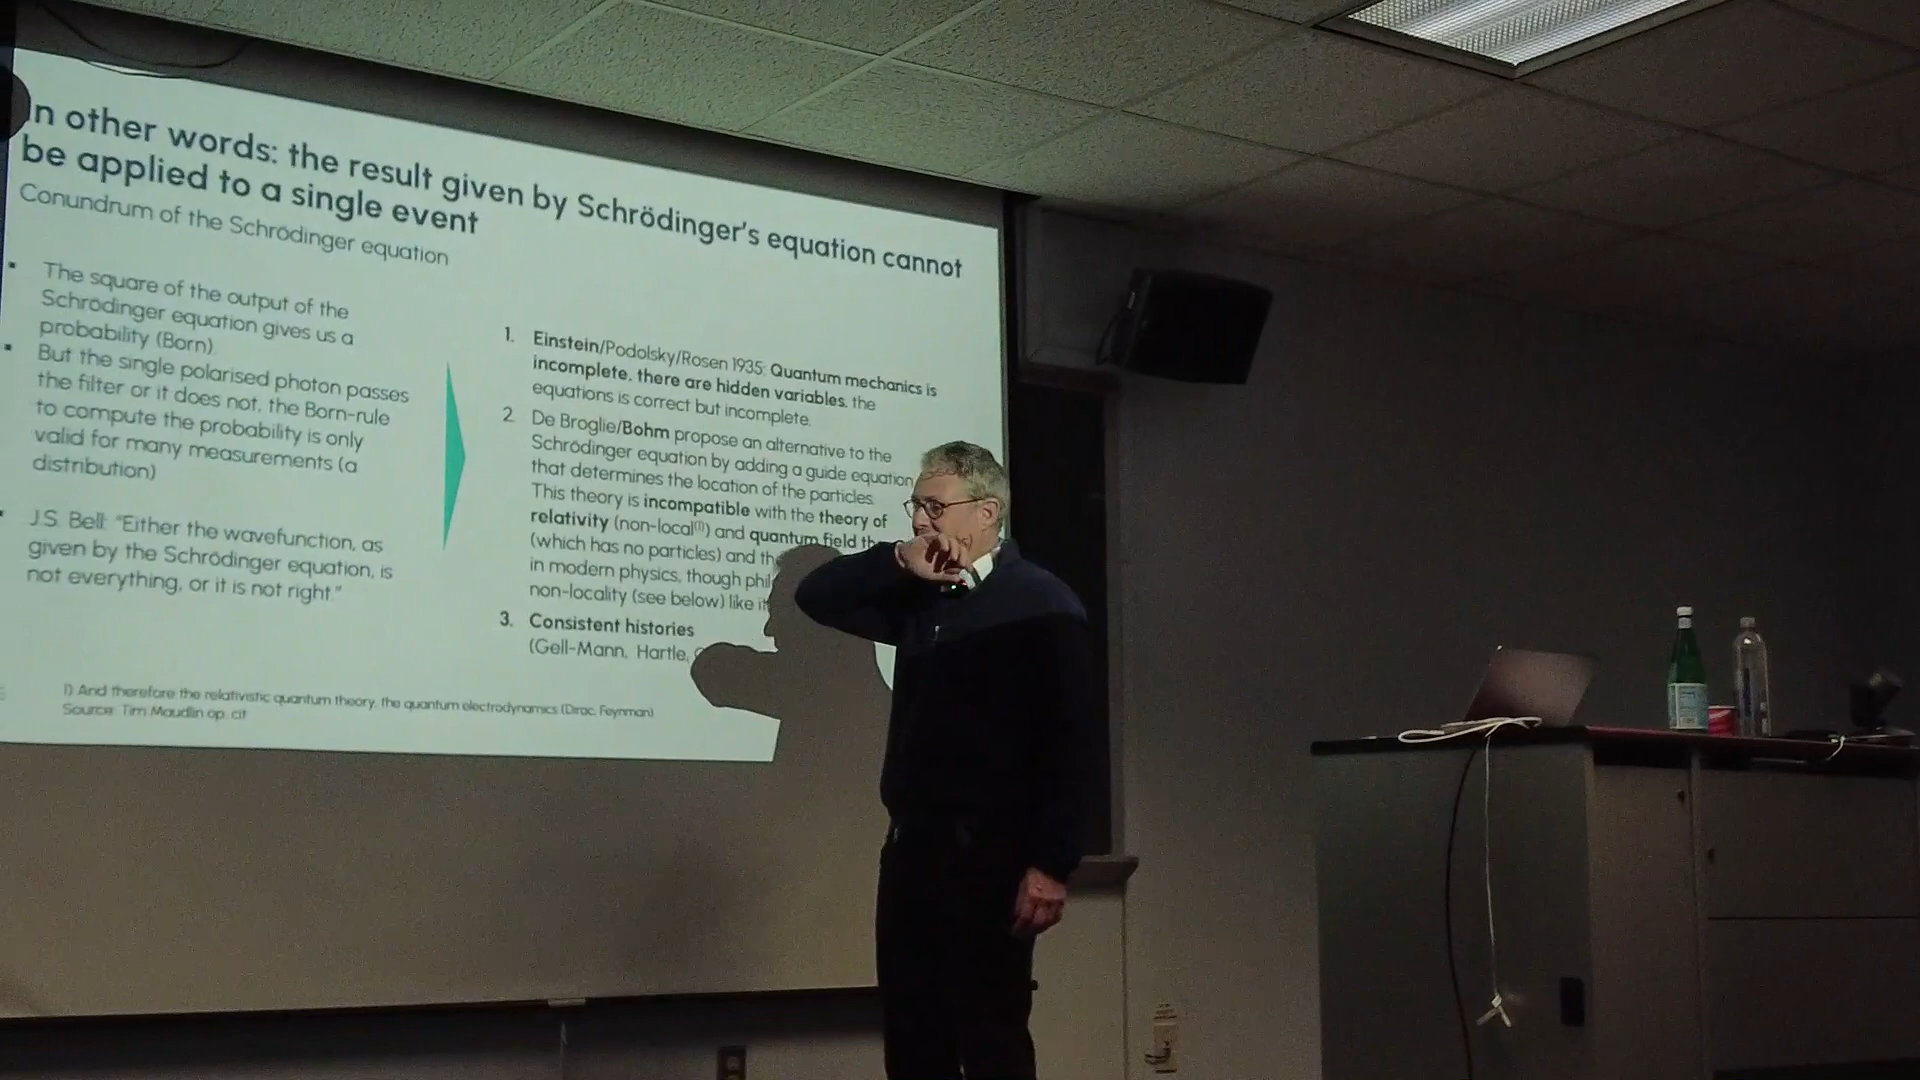 In other words: the result given by Schrödinger's equation cannot
be applied to a single event
Conundrum of the Schrödinger equation
▪ The square of the output of the
Schrödinger equation gives us a
probability (Born).
▪ But the single polarised photon passes
the filter or it does not, the Born-rule
to compute the probability is only
valid for many measurements (a
distribution)
▪ J.S. Bell: "Either the wavefunction, as
given by the Schrödinger equation, is
not everything, or it is not right."
1. Einstein/Podolsky/Rosen 1935: Quantum mechanics is
incomplete, there are hidden variables, the
equations is correct but incomplete.
2. De Broglie/Bohm propose an alternative to the
Schrödinger equation by adding a guide equation
that determines the location of the particles.
This theory is incompatible with the theory of
relativity (non-local(1)) and quantum field
(which has no particles) and
in modern physics, though
non-locality (see below) like
3. Consistent histories
(Gell-Mann, Hartle,
1) And therefore the relativistic quantum theory, the quantum electrodynamics (Dirac, Feynman)
Source: Tim Maudlin op. cit